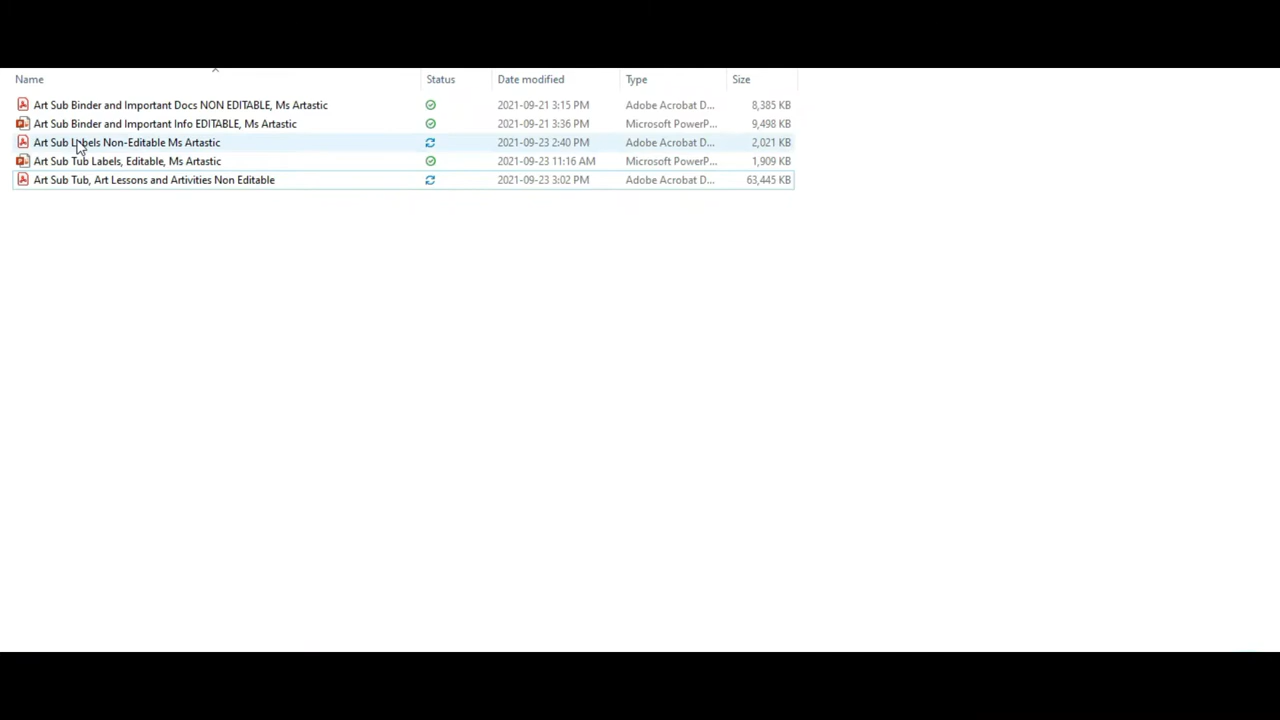 Name Status Date modified Type Size
Art Sub Binder and Important Docs NON EDITABLE, Ms Artastic 2021-09-21 3:15 PM Adobe Acrobat D... 8,385 KB
Art Sub Binder and Important Info EDITABLE, Ms Artastic 2021-09-21 3:36 PM Microsoft PowerP... 9,498 KB
Art Sub Labels Non-Editable Ms Artastic 2021-09-23 2:40 PM Adobe Acrobat D... 2,021 KB
Art Sub Tub Labels, Editable, Ms Artastic 2021-09-23 11:16 AM Microsoft PowerP... 1,909 KB
Art Sub Tub, Art Lessons and Artivities Non Editable 2021-09-23 3:02 PM Adobe Acrobat D... 63,445 KB